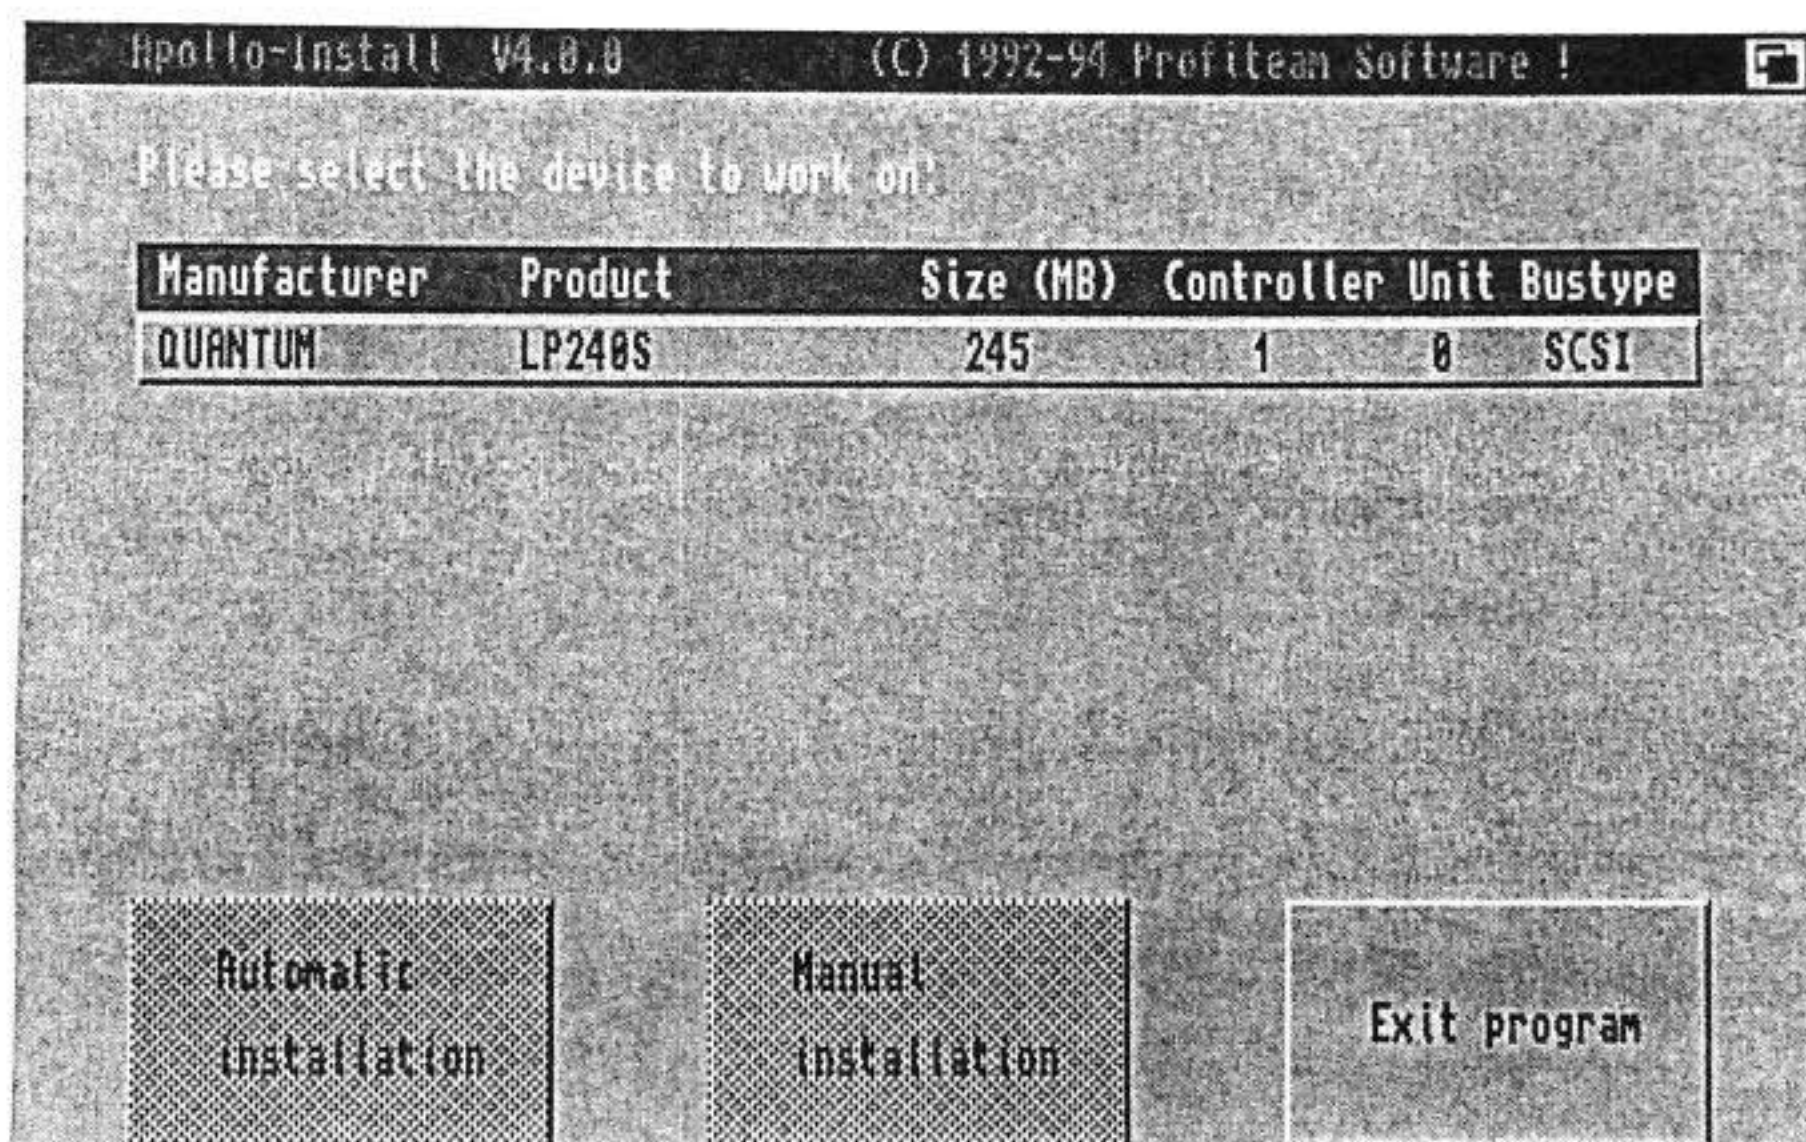 Apollo-Install V4.0.0 (C) 1992-94 Profiteam Software !
Please select the device to work on!
Manufacturer Product Size (MB) Controller Unit Bustype
QUANTUM LP240S 245 1 0 SCSI
Automatic installation
Manual installation
Exit program